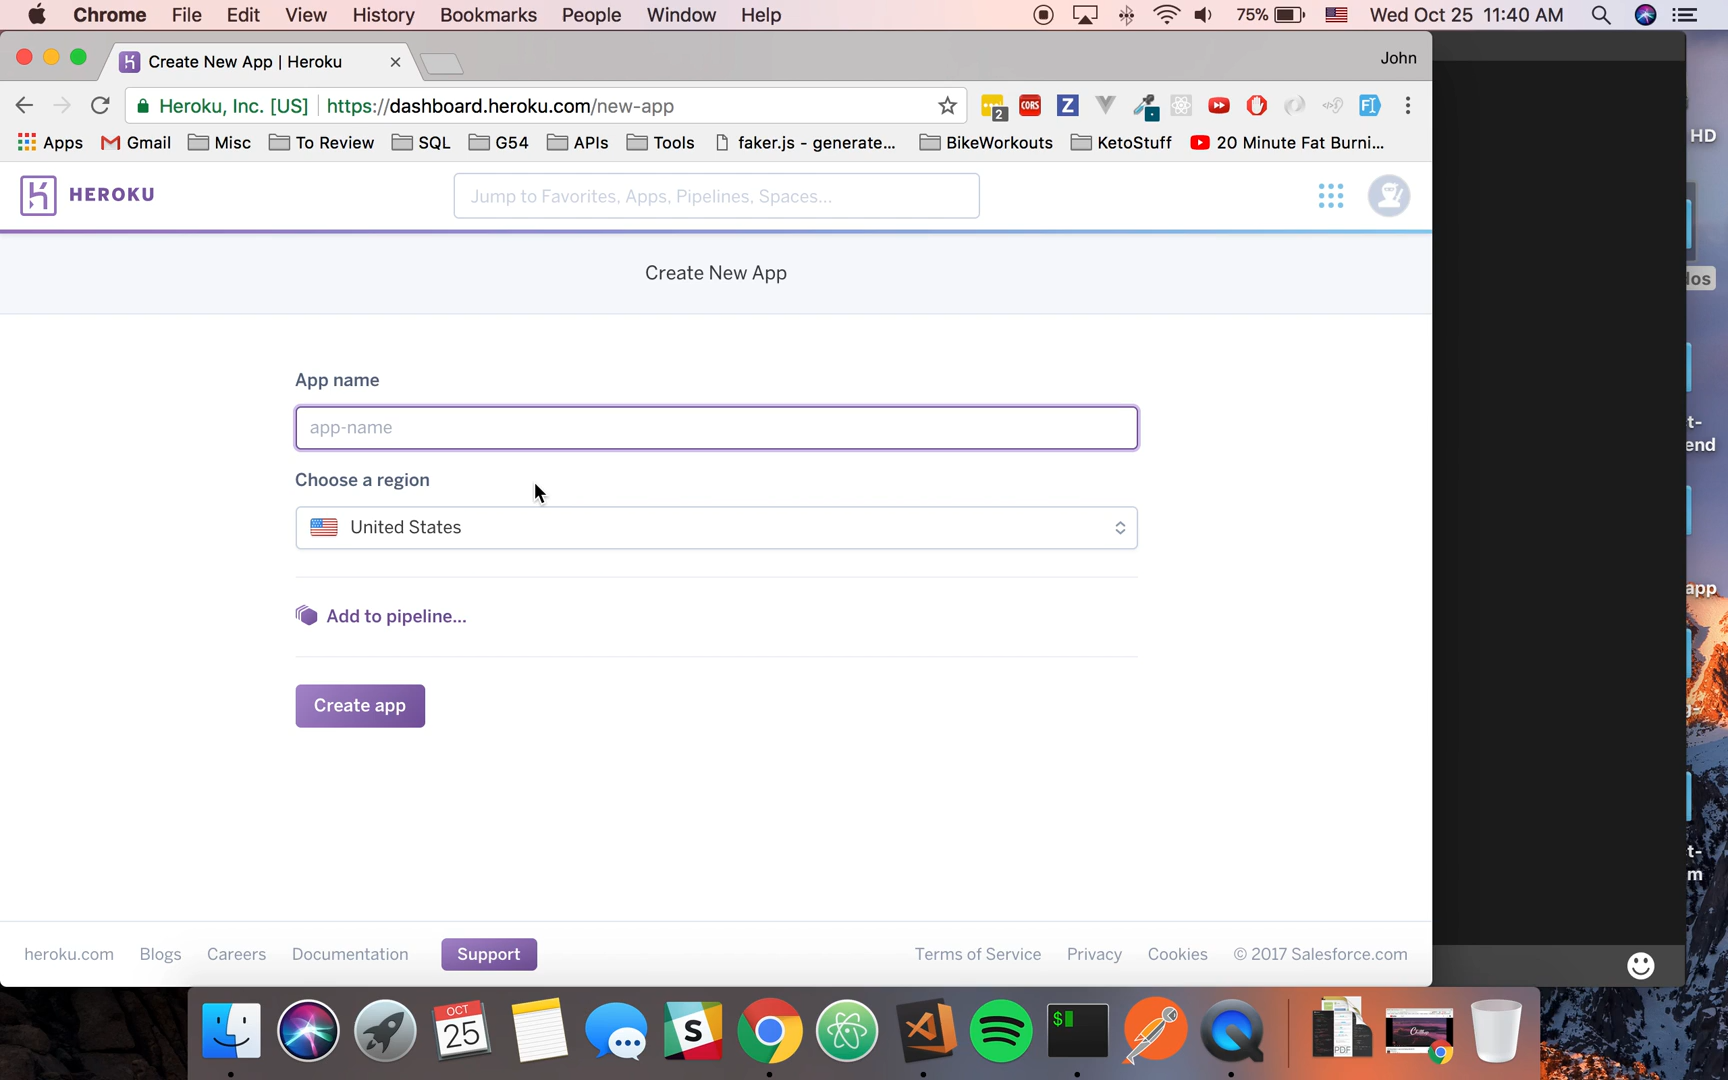 Chrome File Edit View History Bookmarks People Window Help 75% Wed Oct 25 11:40 AM
Create New App | Heroku John
Heroku, Inc. [US] https://dashboard.heroku.com/new-app 2 CORS Z FI
Apps Gmail Misc To Review SQL G54 APIs Tools faker.js - generate... BikeWorkouts KetoStuff 20 Minute Fat Burni...
HD
HEROKU Jump to Favorites, Apps, Pipelines, Spaces...
Create New App
los
App name
app-name
t-
end
Choose a region
United States
app
Add to pipeline...
Create app
t-
m
heroku.com Blogs Careers Documentation Support Terms of Service Privacy Cookies © 2017 Salesforce.com
OCT
25
S
$
PDF